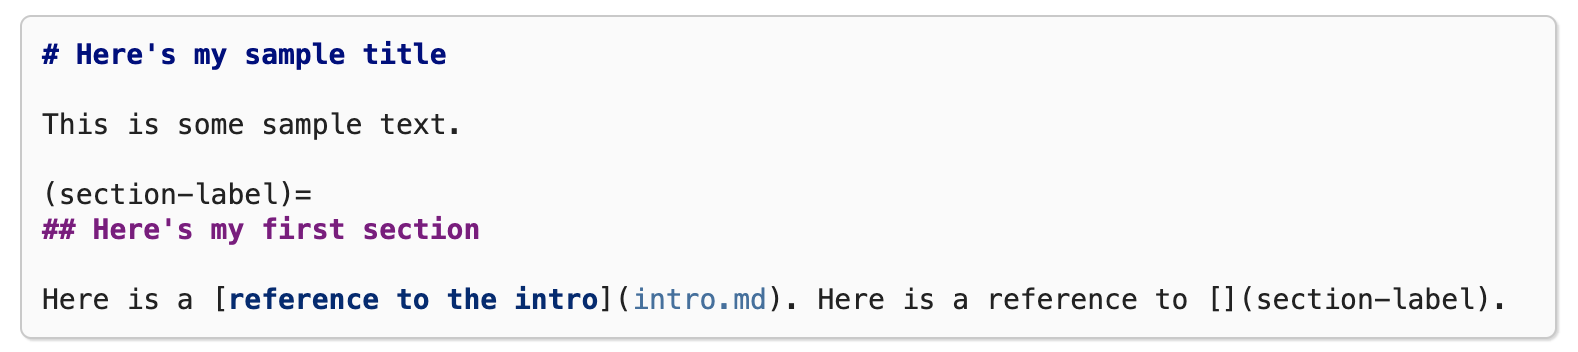 # Here's my sample title
This is some sample text.
(section-label)=
## Here's my first section
Here is a [reference to the intro](intro.md). Here is a reference to [](section-label).